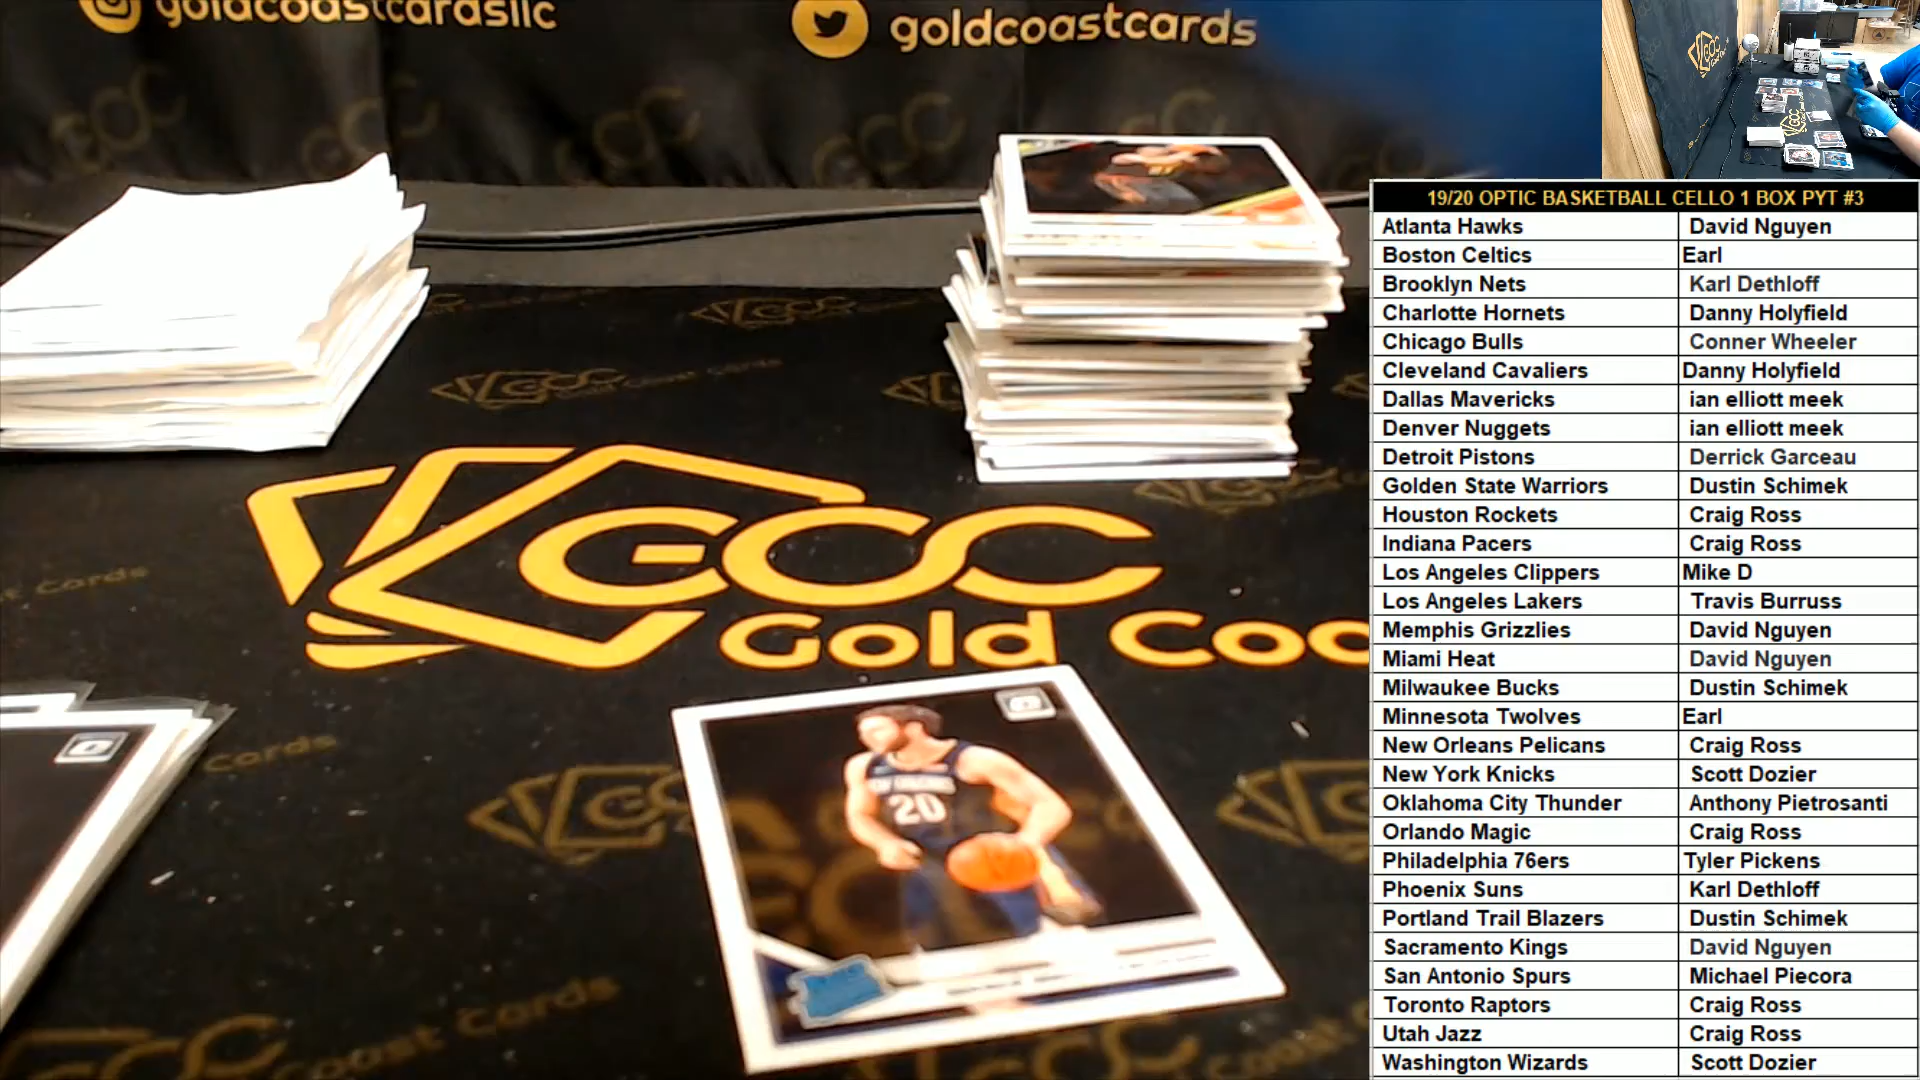 goldcoastcardsllc
goldcoastcards
GCC
Gold Coa
Cards
Coast Cards
20
19/20 OPTIC BASKETBALL CELLO 1 BOX PYT #3
Atlanta Hawks David Nguyen
Boston Celtics Earl
Brooklyn Nets Karl Dethloff
Charlotte Hornets Danny Holyfield
Chicago Bulls Conner Wheeler
Cleveland Cavaliers Danny Holyfield
Dallas Mavericks ian elliott meek
Denver Nuggets ian elliott meek
Detroit Pistons Derrick Garceau
Golden State Warriors Dustin Schimek
Houston Rockets Craig Ross
Indiana Pacers Craig Ross
Los Angeles Clippers Mike D
Los Angeles Lakers Travis Burruss
Memphis Grizzlies David Nguyen
Miami Heat David Nguyen
Milwaukee Bucks Dustin Schimek
Minnesota Twolves Earl
New Orleans Pelicans Craig Ross
New York Knicks Scott Dozier
Oklahoma City Thunder Anthony Pietrosanti
Orlando Magic Craig Ross
Philadelphia 76ers Tyler Pickens
Phoenix Suns Karl Dethloff
Portland Trail Blazers Dustin Schimek
Sacramento Kings David Nguyen
San Antonio Spurs Michael Piecora
Toronto Raptors Craig Ross
Utah Jazz Craig Ross
Washington Wizards Scott Dozier